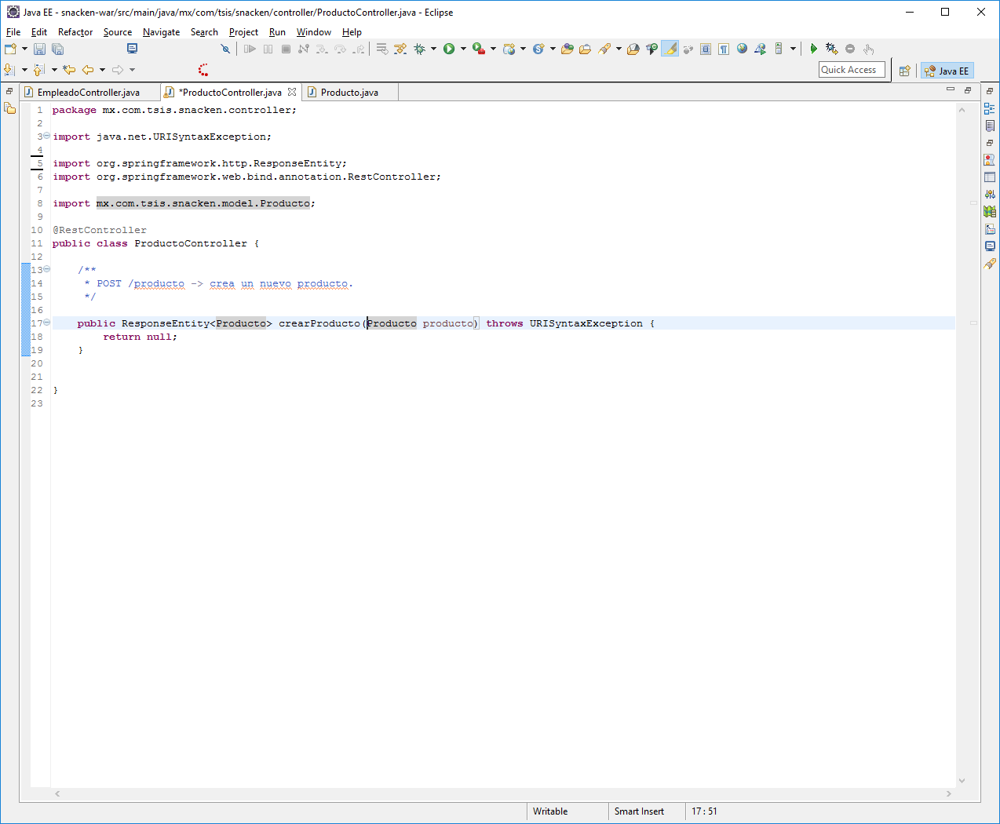 Java EE - snacken-war/src/main/java/mx/com/tsis/snacken/controller/ProductoController.java - Eclipse
File Edit Refactor Source Navigate Search Project Run Window Help
Quick Access Java EE
EmpleadoController.java *ProductoController.java Producto.java
1 package mx.com.tsis.snacken.controller;
2
3 import java.net.URISyntaxException;
4
5 import org.springframework.http.ResponseEntity;
6 import org.springframework.web.bind.annotation.RestController;
7
8 import mx.com.tsis.snacken.model.Producto;
9
10 @RestController
11 public class ProductoController {
12
13 /**
14 * POST /producto -> crea un nuevo producto.
15 */
16
17 public ResponseEntity<Producto> crearProducto(Producto producto) throws URISyntaxException {
18 return null;
19 }
20
21
22 }
23
Writable Smart Insert 17 : 51